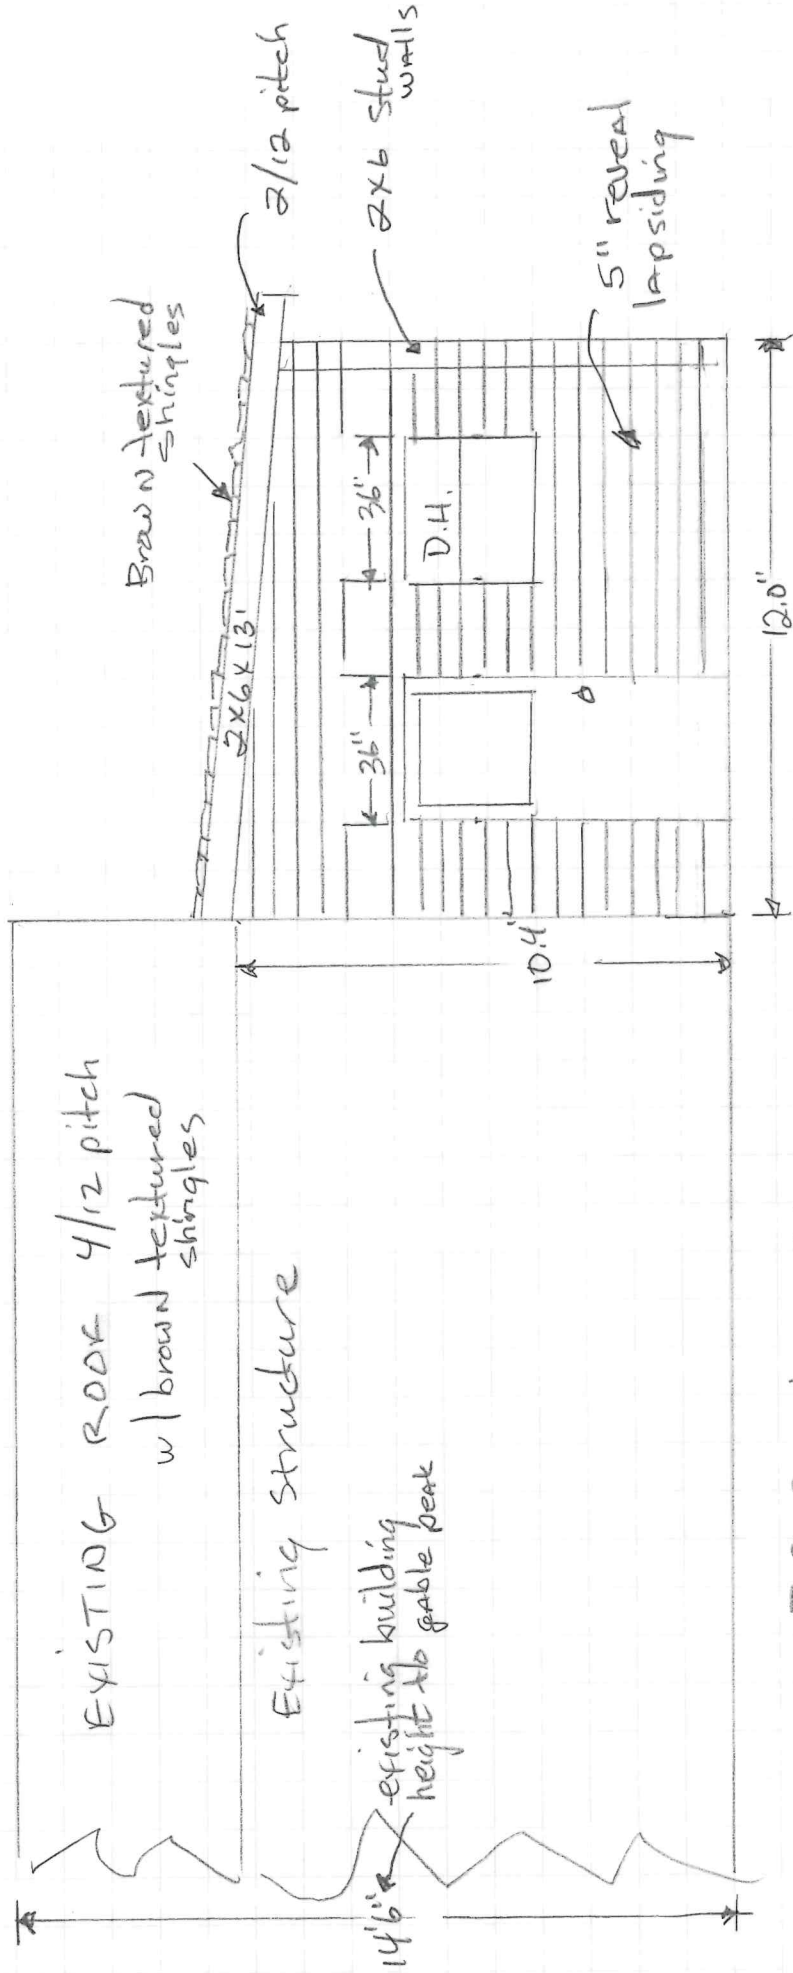 EXISTING ROOK 4/12 pitch
w/ brown textured
shingles
Existing Structure
existing building
height to gable peak
14'6"
10.4"
Brown textured
shingles
2x6x13'
2/12 pitch
2x6 stud
walls
36"
36"
D.H.
5" reveal
lapsiding
12.0"